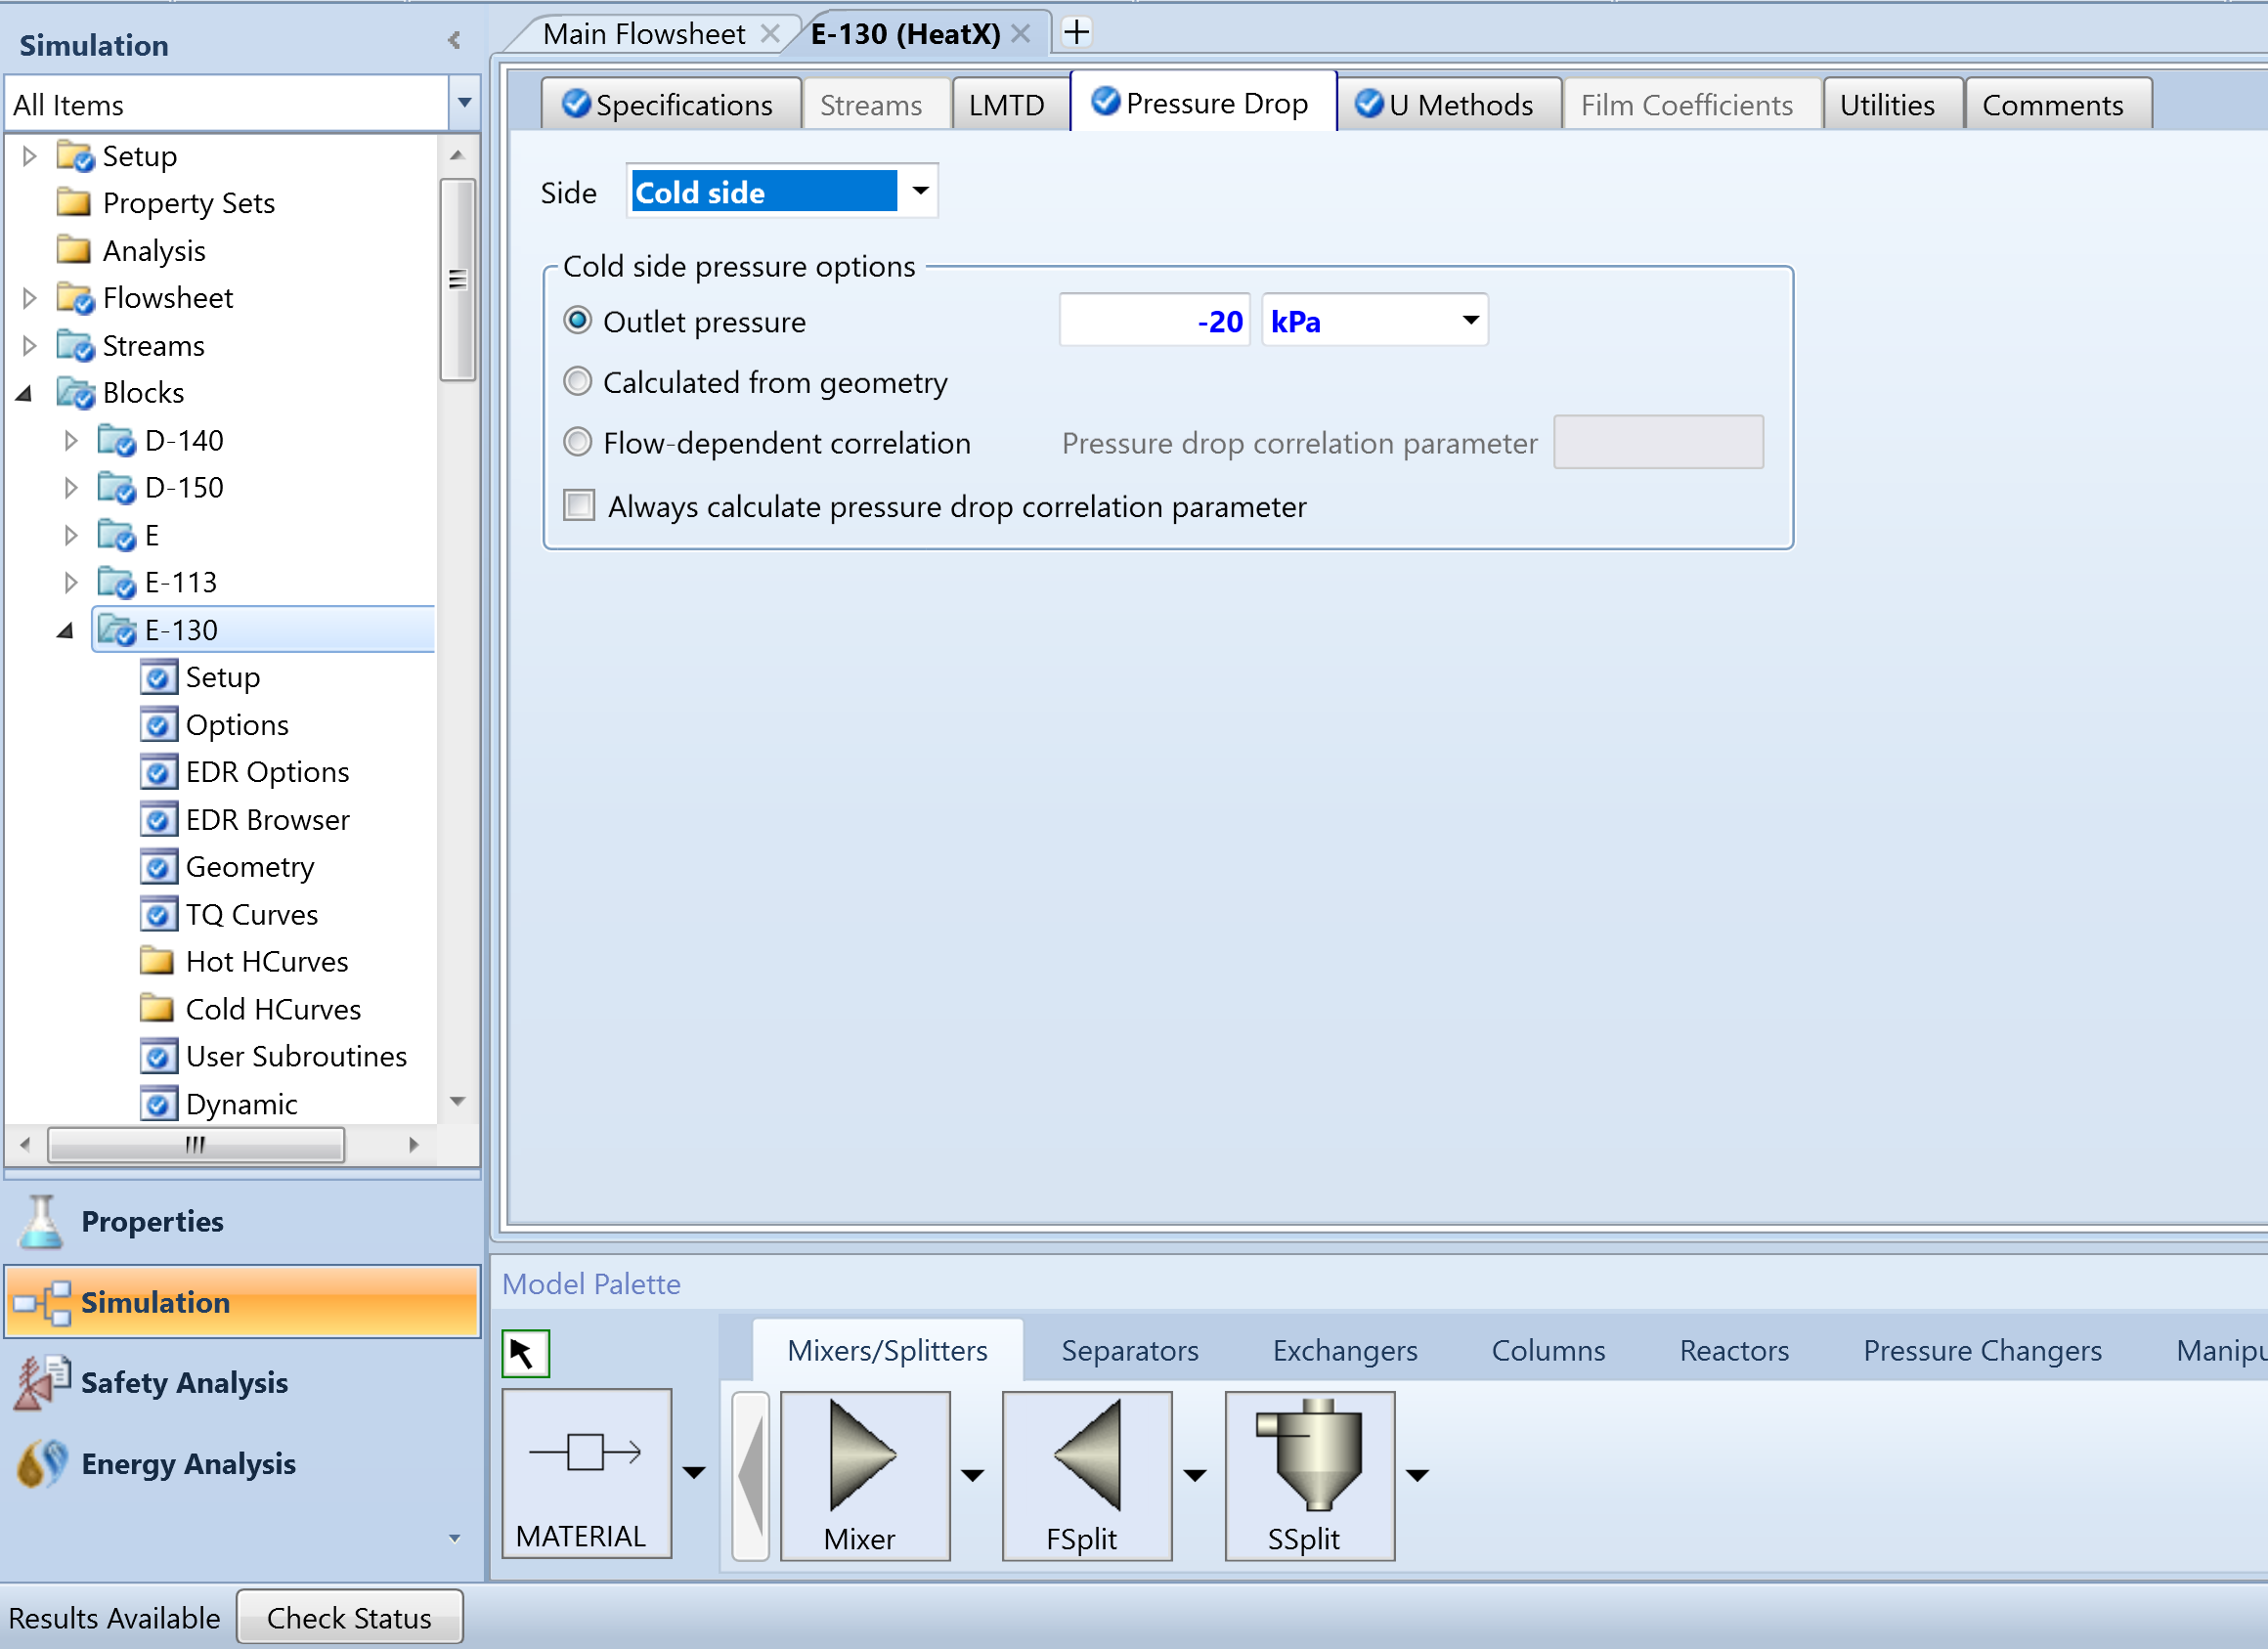 Simulation
All Items
Setup
Property Sets
Analysis
Flowsheet
Streams
Blocks
D-140
D-150
E
E-113
E-130
Setup
Options
EDR Options
EDR Browser
Geometry
TQ Curves
Hot HCurves
Cold HCurves
User Subroutines
Dynamic
Properties
Simulation
Safety Analysis
Energy Analysis
Main Flowsheet
E-130 (HeatX)
Specifications Streams LMTD Pressure Drop U Methods Film Coefficients Utilities Comments
Side Cold side
Cold side pressure options
Outlet pressure -20 kPa
Calculated from geometry
Flow-dependent correlation Pressure drop correlation parameter
Always calculate pressure drop correlation parameter
Model Palette
Mixers/Splitters Separators Exchangers Columns Reactors Pressure Changers Manipu
MATERIAL Mixer FSplit SSplit
Results Available Check Status